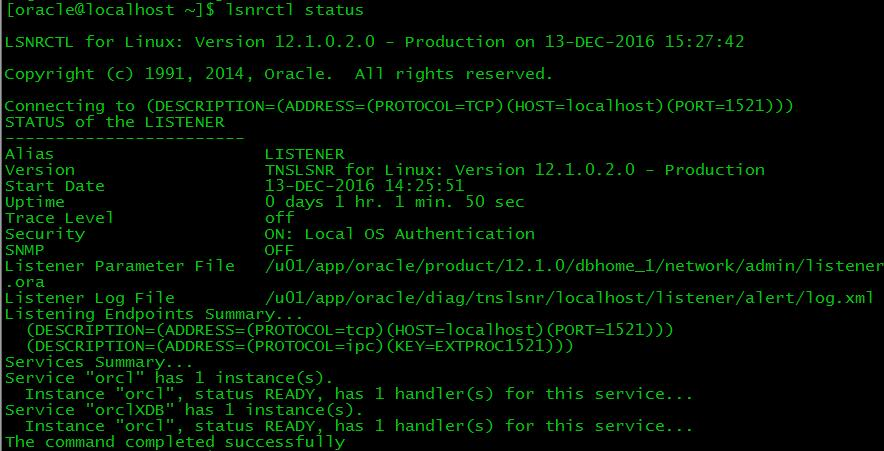 [oracle@localhost ~]$ lsnrctl status
LSNRCTL for Linux: Version 12.1.0.2.0 - Production on 13-DEC-2016 15:27:42
Copyright (c) 1991, 2014, Oracle.  All rights reserved.
Connecting to (DESCRIPTION=(ADDRESS=(PROTOCOL=TCP)(HOST=localhost)(PORT=1521)))
STATUS of the LISTENER
------------------------
Alias                     LISTENER
Version                   TNSLSNR for Linux: Version 12.1.0.2.0 - Production
Start Date                13-DEC-2016 14:25:51
Uptime                    0 days 1 hr. 1 min. 50 sec
Trace Level               off
Security                  ON: Local OS Authentication
SNMP                      OFF
Listener Parameter File   /u01/app/oracle/product/12.1.0/dbhome_1/network/admin/listener
.ora
Listener Log File         /u01/app/oracle/diag/tnslsnr/localhost/listener/alert/log.xml
Listening Endpoints Summary...
  (DESCRIPTION=(ADDRESS=(PROTOCOL=tcp)(HOST=localhost)(PORT=1521)))
  (DESCRIPTION=(ADDRESS=(PROTOCOL=ipc)(KEY=EXTPROC1521)))
Services Summary...
Service "orcl" has 1 instance(s).
  Instance "orcl", status READY, has 1 handler(s) for this service...
Service "orclXDB" has 1 instance(s).
  Instance "orcl", status READY, has 1 handler(s) for this service...
The command completed successfully